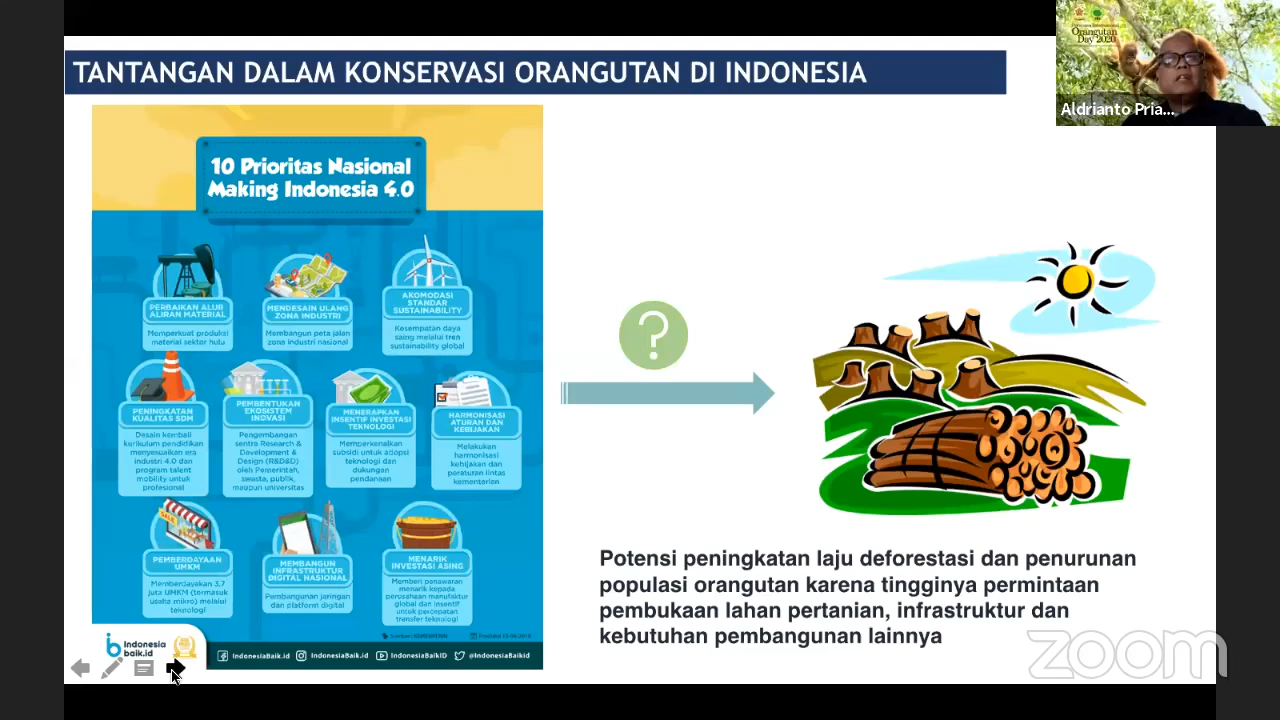 TANTANGAN DALAM KONSERVASI ORANGUTAN DI INDONESIA
Orangutan
Day 2020
Aldrianto Pria...
10 Prioritas Nasional
Making Indonesia 4.0
PERBAIKAN ALUR
ALIRAN MATERIAL
Memperkuat produksi
material sektor hulu
MENDESAIN ULANG
ZONA INDUSTRI
Membangun peta jalan
zona industri nasional
AKOMODASI
STANDAR
SUSTAINABILITY
Kesempatan daya
saing melalui tren
sustainability global
PENINGKATAN
KUALITAS SDM
Desain kembali
kurikulum pendidikan
menyesuaikan era
industri 4.0 dan
program talent
mobility untuk
profesional
PEMBENTUKAN
EKOSISTEM
INOVASI
Pengembangan
sentra Research &
Development &
Design (R&D&D)
oleh Pemerintah,
swasta, publik,
maupun universitas
MENERAPKAN
INSENTIF INVESTASI
TEKNOLOGI
Memperkenalkan
subsidi untuk adopsi
teknologi dan
dukungan
pendanaan
HARMONISASI
ATURAN DAN
KEBIJAKAN
Melakukan
harmonisasi
kebijakan dan
peraturan lintas
kementerian
PEMBERDAYAAN
UMKM
Memberdayakan 3,7
juta UMKM (termasuk
usaha mikro) melalui
teknologi
MEMBANGUN
INFRASTRUKTUR
DIGITAL NASIONAL
Pembangunan jaringan
dan platform digital
MENARIK
INVESTASI ASING
Memberi penawaran
menarik kepada
perusahaan manufaktur
global dan insentif
untuk percepatan
transfer teknologi
Indonesia
baik.id
IndonesiaBaik.id
IndonesiaBaik.id
IndonesiaBaikID
@IndonesiaBaikid
?
Potensi peningkatan laju deforestasi dan penurunan
populasi orangutan karena tingginya permintaan
pembukaan lahan pertanian, infrastruktur dan
kebutuhan pembangunan lainnya
zoom